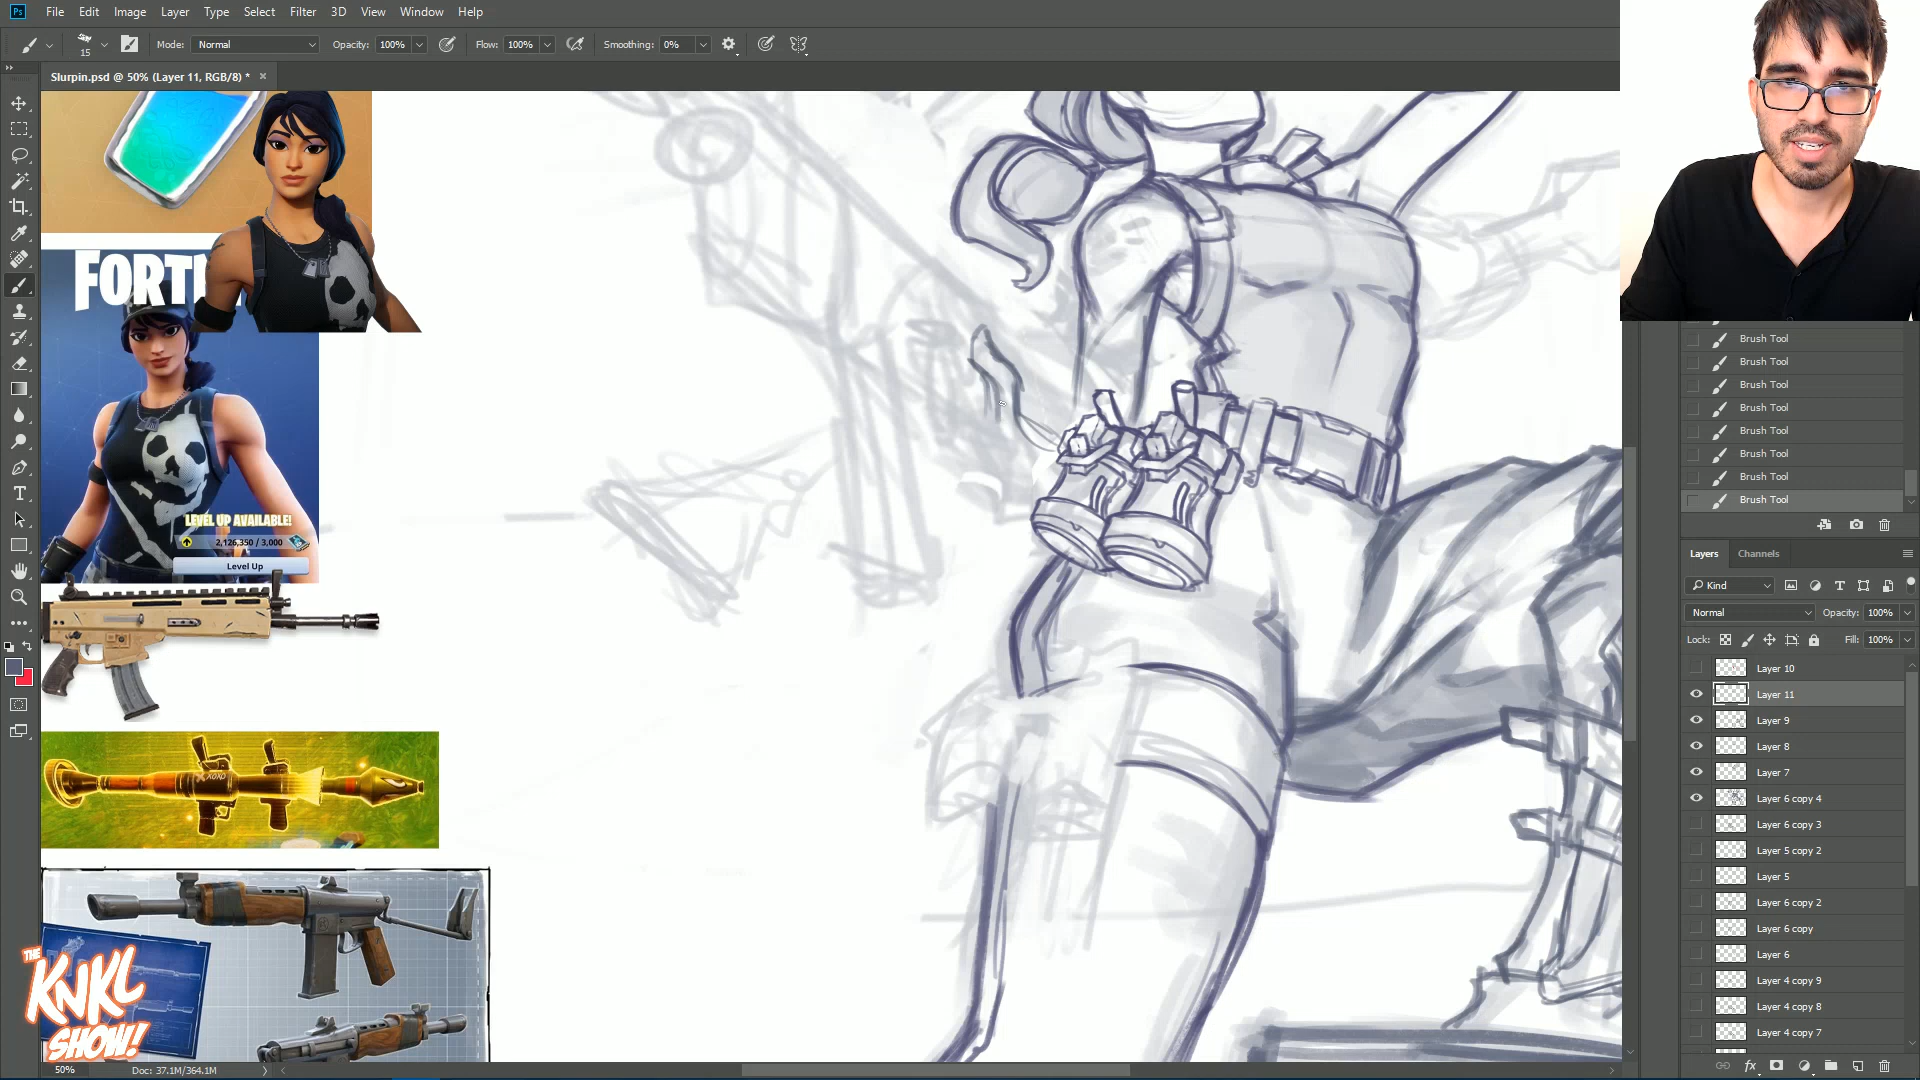 Ps File Edit Image Layer Type Select Filter 3D View Window Help
15 Mode: Normal Opacity: 100% Flow: 100% Smoothing: 0%
Slurpin.psd @ 50% (Layer 11, RGB/8) *
FORT
LEVEL UP AVAILABLE!
2,126,350 / 3,000
Level Up
THE
KNKL
SHOW!
Brush Tool
Brush Tool
Brush Tool
Brush Tool
Brush Tool
Brush Tool
Brush Tool
Brush Tool
Layers Channels
Kind
Normal Opacity: 100%
Lock: Fill: 100%
Layer 10
Layer 11
Layer 9
Layer 8
Layer 7
Layer 6 copy 4
Layer 6 copy 3
Layer 5 copy 2
Layer 5
Layer 6 copy 2
Layer 6 copy
Layer 6
Layer 4 copy 9
Layer 4 copy 8
Layer 4 copy 7
50% Doc: 37.1M/364.1M